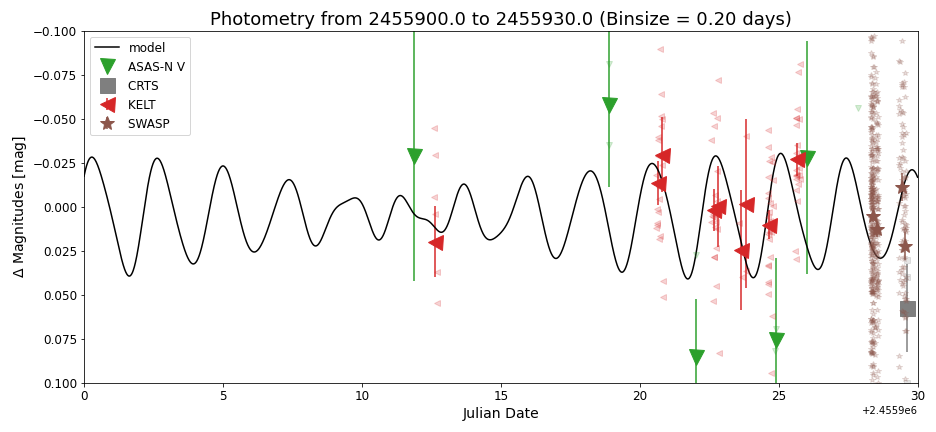 Photometry from 2455900.0 to 2455930.0 (Binsize = 0.20 days)
−0.100
−0.075
−0.050
−0.025
0.000
0.025
0.050
0.075
0.100
Δ Magnitudes [mag]
model
ASAS-N V
CRTS
KELT
SWASP
0 5 10 15 20 25 30
Julian Date
+2.4559e6